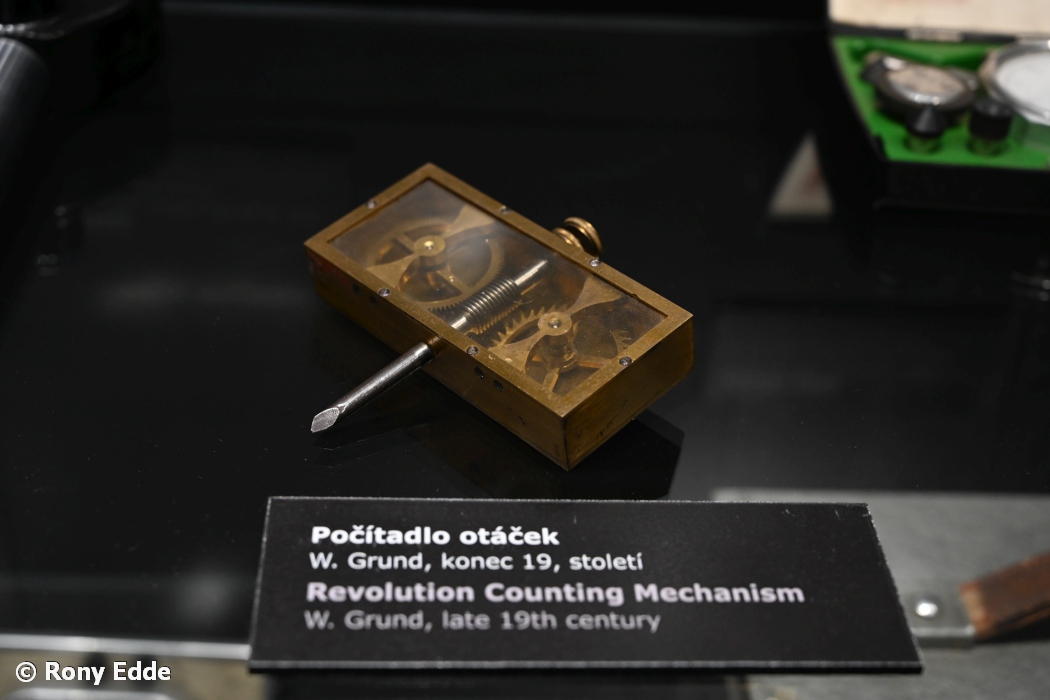 Počítadlo otáček
W. Grund, konec 19, století
Revolution Counting Mechanism
W. Grund, late 19th century
© Rony Edde